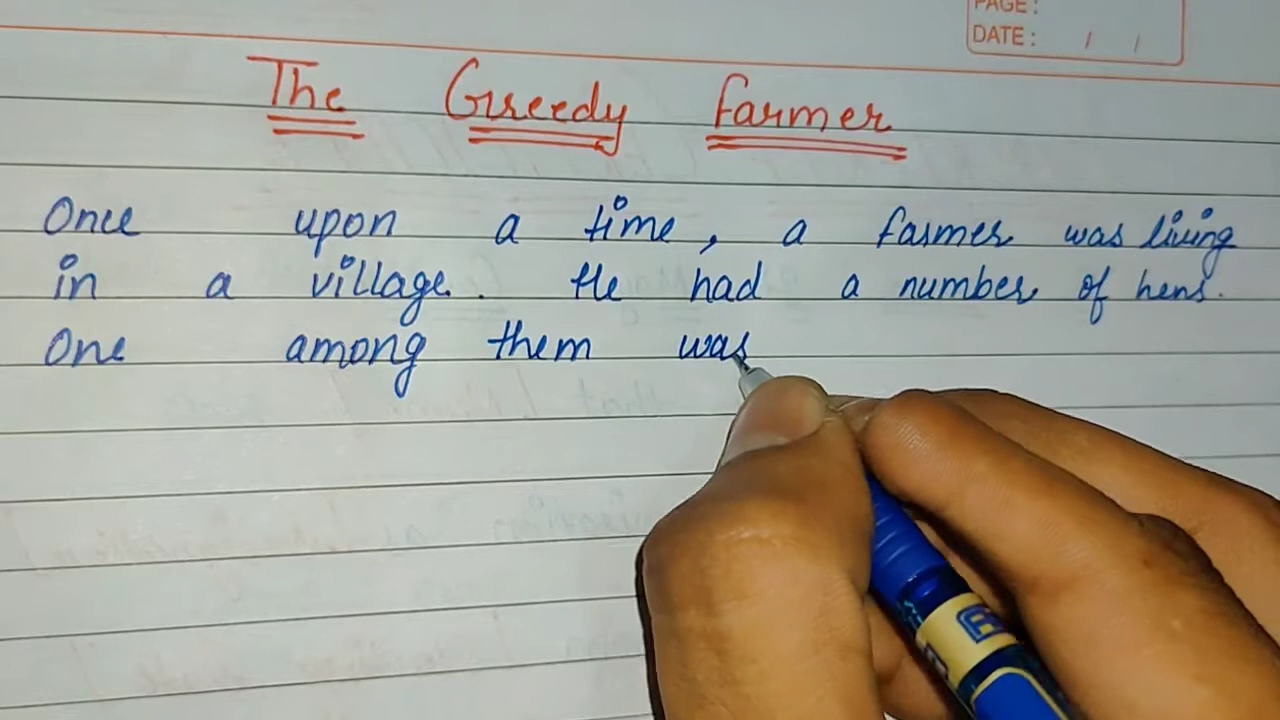 PAGE:
DATE: / /
The Greedy Farmer
Once upon a time, a farmer was living
in a village. He had a number of hens.
One among them was